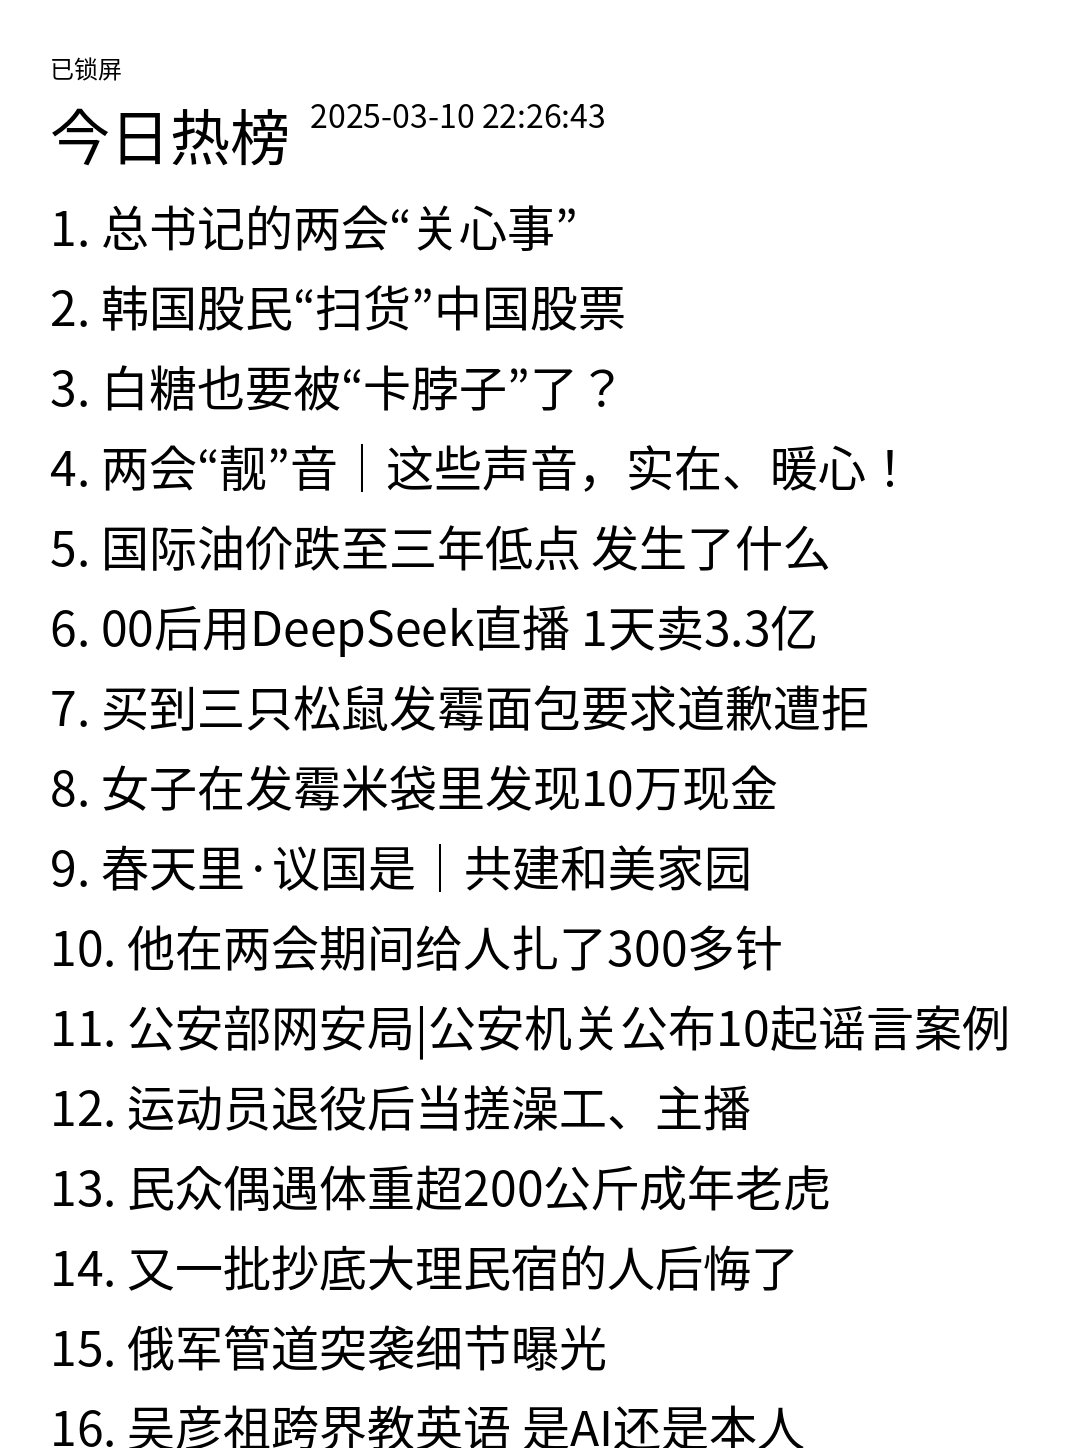 已锁屏
今日热榜 2025-03-10 22:26:43
1. 总书记的两会“关心事”
2. 韩国股民“扫货”中国股票
3. 白糖也要被“卡脖子”了？
4. 两会“靓”音｜这些声音，实在、暖心！
5. 国际油价跌至三年低点 发生了什么
6. 00后用DeepSeek直播 1天卖3.3亿
7. 买到三只松鼠发霉面包要求道歉遭拒
8. 女子在发霉米袋里发现10万现金
9. 春天里·议国是｜共建和美家园
10. 他在两会期间给人扎了300多针
11. 公安部网安局|公安机关公布10起谣言案例
12. 运动员退役后当搓澡工、主播
13. 民众偶遇体重超200公斤成年老虎
14. 又一批抄底大理民宿的人后悔了
15. 俄军管道突袭细节曝光
16. 吴彦祖跨界教英语 是AI还是本人